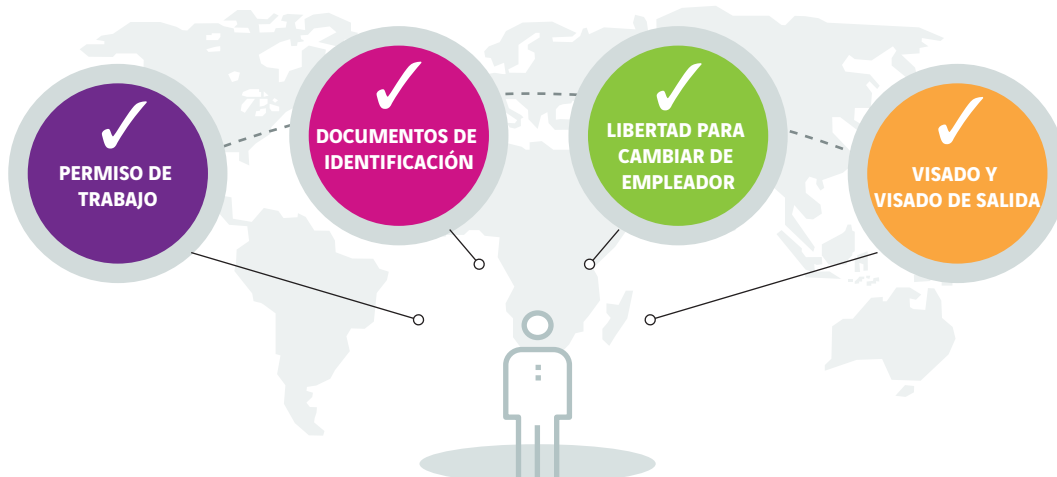 PERMISO DE
TRABAJO
DOCUMENTOS DE
IDENTIFICACIÓN
LIBERTAD PARA
CAMBIAR DE
EMPLEADOR
VISADO Y
VISADO DE SALIDA